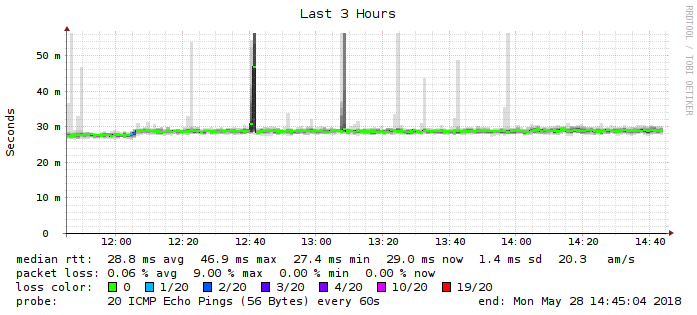 Last 3 Hours
RRDTOOL / TOBI OETIKER
Seconds
50 m
40 m
30 m
20 m
10 m
0
12:00 12:20 12:40 13:00 13:20 13:40 14:00 14:20 14:40
median rtt: 28.8 ms avg 46.9 ms max 27.4 ms min 29.0 ms now 1.4 ms sd 20.3 am/s
packet loss: 0.06 % avg 9.00 % max 0.00 % min 0.00 % now
loss color: 0 1/20 2/20 3/20 4/20 10/20 19/20
probe: 20 ICMP Echo Pings (56 Bytes) every 60s end: Mon May 28 14:45:04 2018